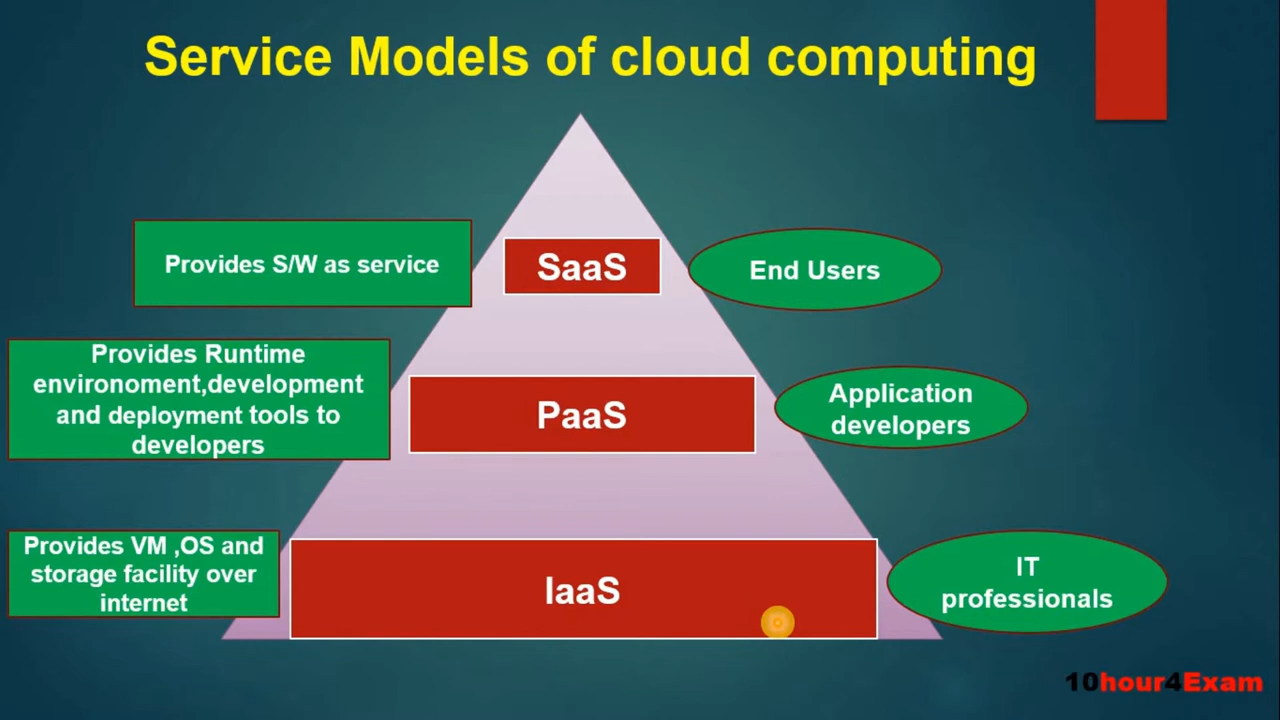 Service Models of cloud computing
Provides S/W as service
SaaS
End Users
Provides Runtime
environoment,development
and deployment tools to
developers
PaaS
Application
developers
Provides VM ,OS and
storage facility over
internet
IaaS
IT
professionals
10hour4Exam